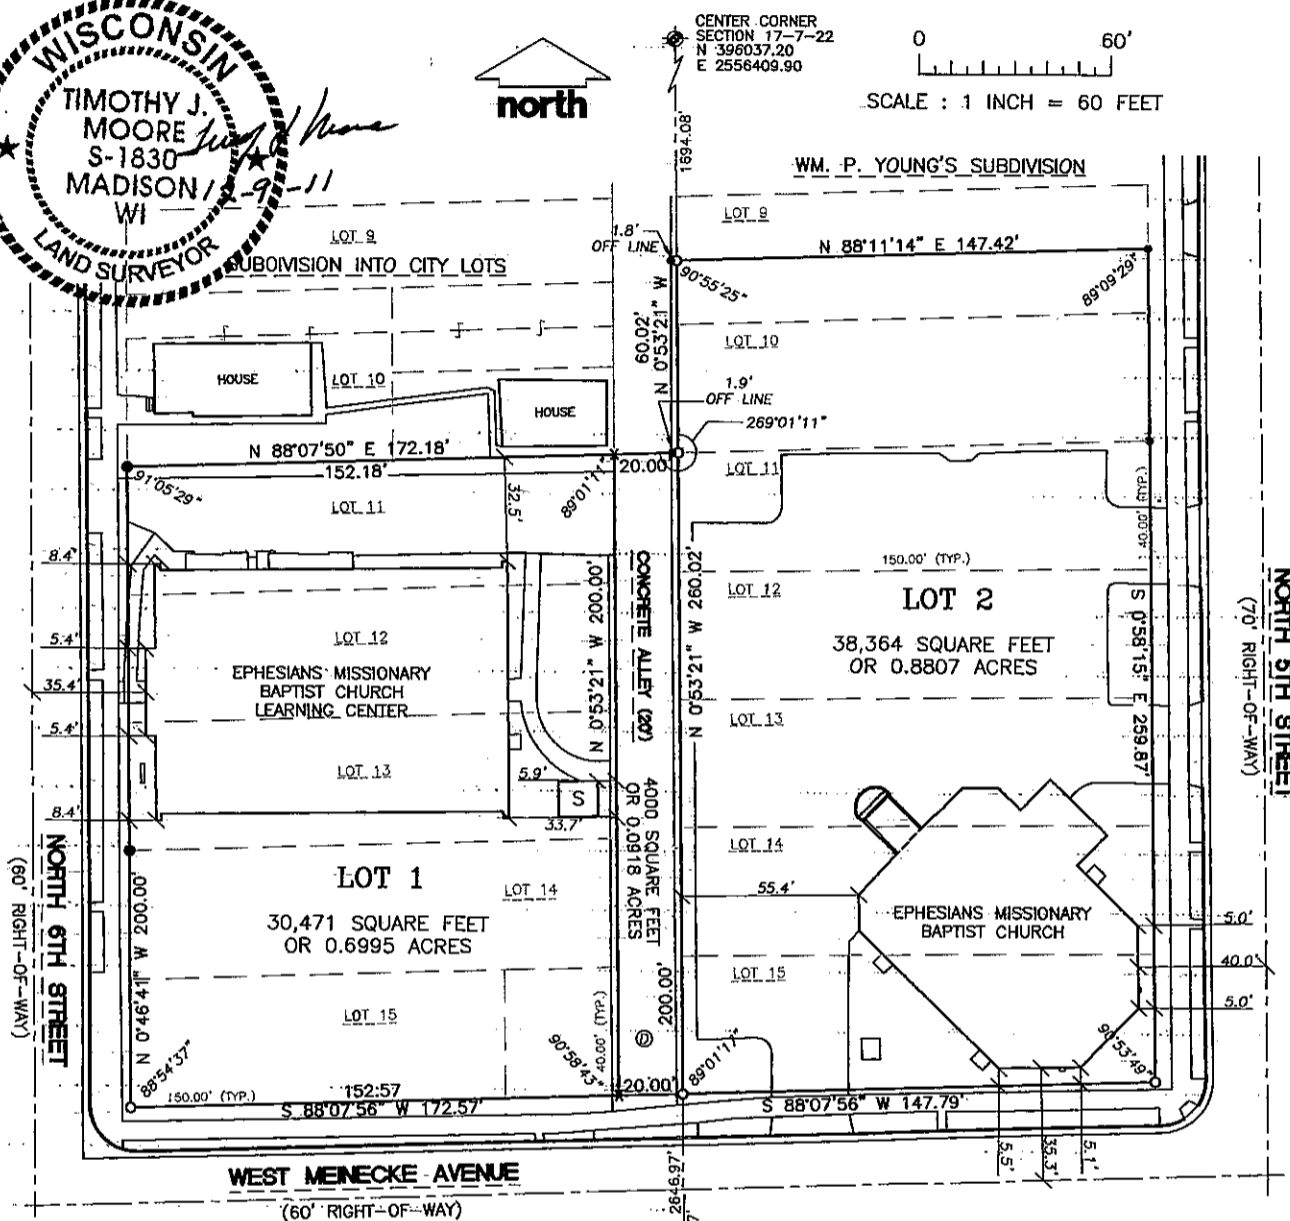 WISCONSIN
TIMOTHY J.
MOORE
S-1830
MADISON
WI
LAND SURVEYOR
north
CENTER CORNER
SECTION 17-7-22
N 396037.20
E 2556409.90
0 60'
SCALE : 1 INCH = 60 FEET
1694.08'
WM. P. YOUNG'S SUBDIVISION
LOT 9
LOT 9
SUBDIVISION INTO CITY LOTS
1.8'
OFF LINE
N 88°11'14" E 147.42'
90°55'25"
89°09'29"
N 0°53'21" W
60.02'
LOT 10
HOUSE
LOT 10
HOUSE
1.9'
OFF LINE
269°01'11"
N 88°07'50" E 172.18'
152.18'
20.00'
91°05'29"
89°01'11"
32.5'
LOT 11
LOT 11
40.00' (TYP.)
8.4'
5.4'
35.4'
5.4'
8.4'
LOT 12
EPHESIANS MISSIONARY
BAPTIST CHURCH
LEARNING CENTER
LOT 13
N 0°53'21" W 200.00'
CONCRETE ALLEY (20')
4000 SQUARE FEET
OR 0.0918 ACRES
N 0°53'21" W 260.02'
150.00' (TYP.)
LOT 12
LOT 2
38,364 SQUARE FEET
OR 0.8807 ACRES
S 0°58'15" E 259.87'
LOT 13
NORTH 5TH STREET
(70' RIGHT-OF-WAY)
5.9'
S
33.7'
LOT 14
LOT 1
LOT 14
30,471 SQUARE FEET
OR 0.6995 ACRES
55.4'
EPHESIANS MISSIONARY
BAPTIST CHURCH
5.0'
40.0'
5.0'
NORTH 6TH STREET
(60' RIGHT-OF-WAY)
N 0°46'41" W 200.00'
LOT 15
LOT 15
200.00'
40.00' (TYP.)
88°54'37"
90°58'43"
89°01'17"
90°53'49"
150.00' (TYP.)
152.57
20.00'
S 88°07'56" W 172.57'
S 88°07'56" W 147.79'
5.5'
35.3'
5.1'
WEST MEINECKE AVENUE
(60' RIGHT-OF-WAY)
2646.97'